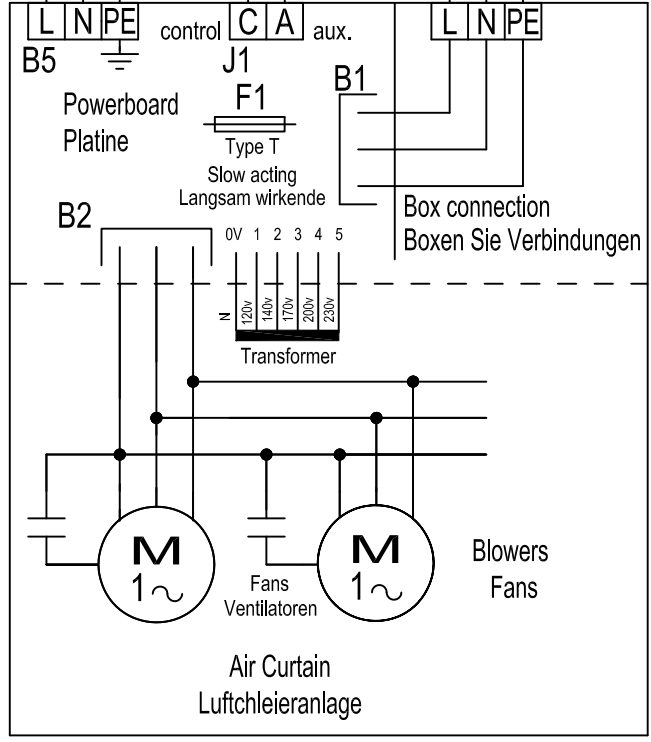 L N PE control C A aux. L N PE
B5 J1 B1
F1
Powerboard
Platine
Type T
Slow acting
Langsam wirkende
Box connection
Boxen Sie Verbindungen
B2
0V 1 2 3 4 5
N 120v 140v 170v 200v 230v
Transformer
M
1~
M
1~
Fans
Ventilatoren
Blowers
Fans
Air Curtain
Luftchleieranlage